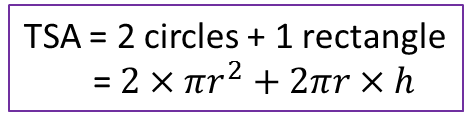 TSA = 2 circles + 1 rectangle
= 2 × 𝜋𝑟² + 2𝜋𝑟 × ℎ